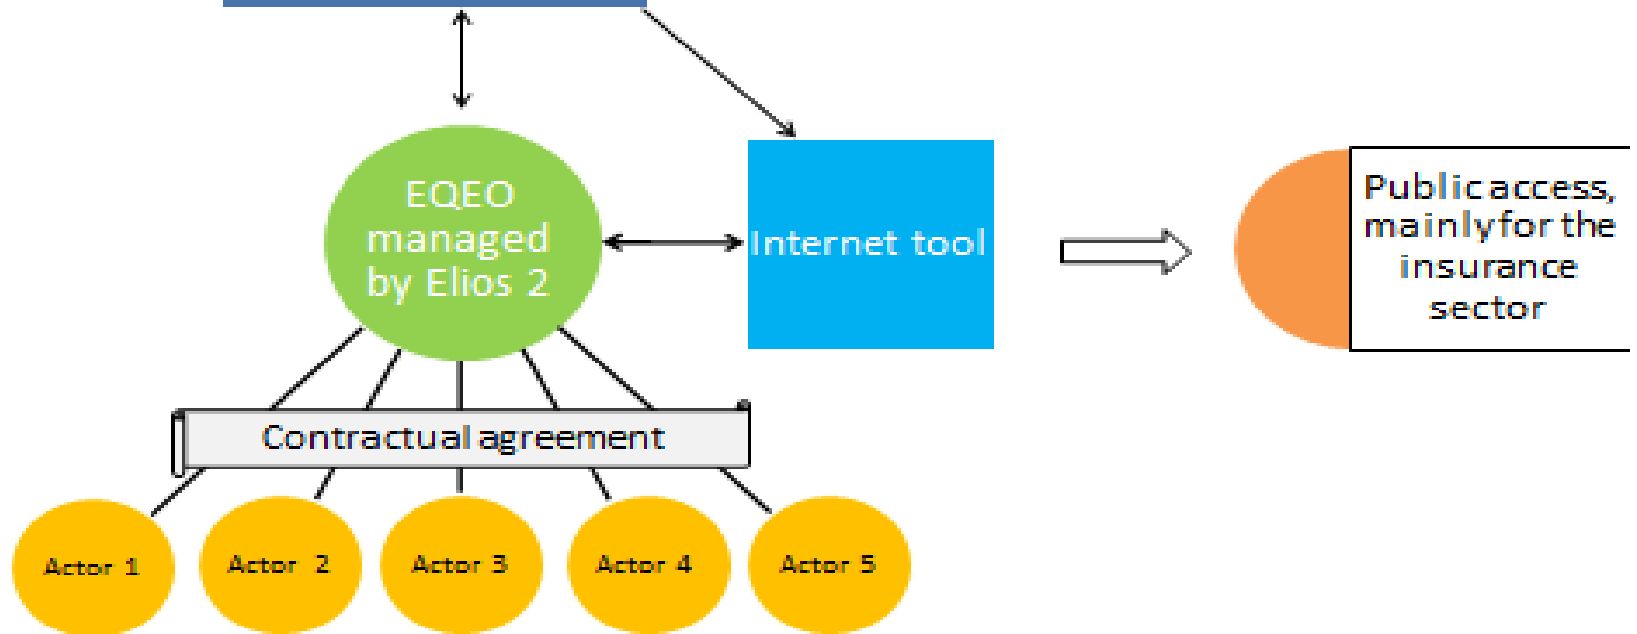 EQEO
managed
by Elios 2
Internet tool
Public access,
mainly for the
insurance
sector
Contractual agreement
Actor 1
Actor 2
Actor 3
Actor 4
Actor 5